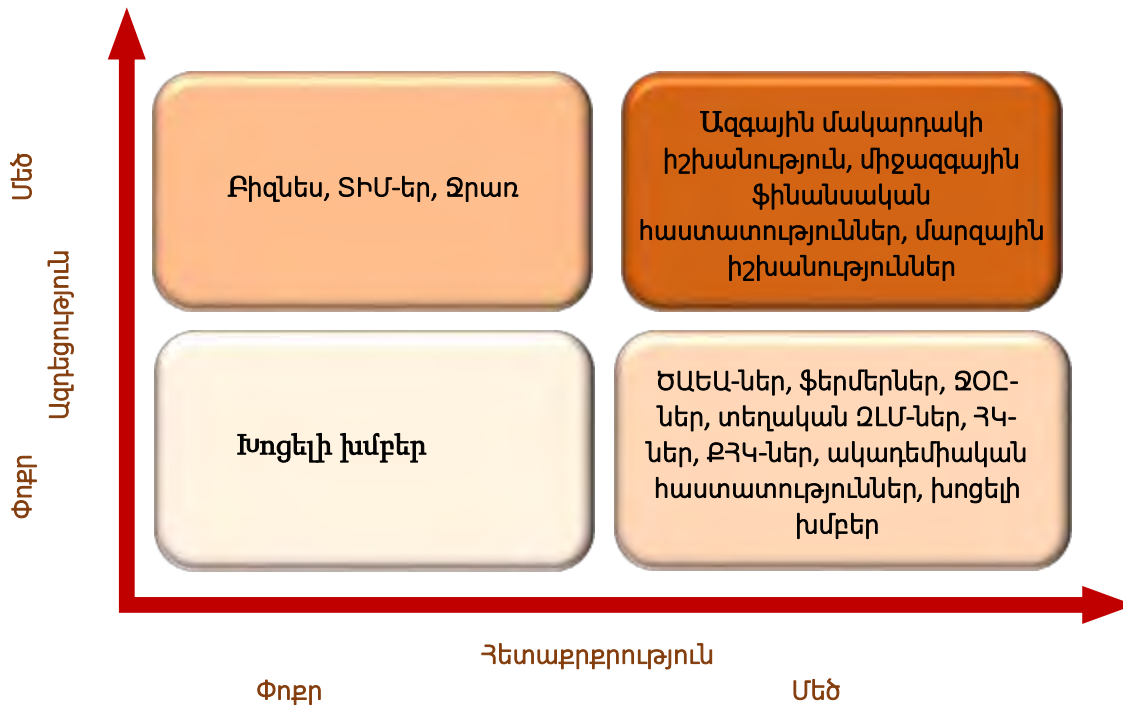 Մեծ
Բիզնես, ՏԻՄ-եր, Ջրառ
Ազգային մակարդակի
իշխանություն, միջազգային
ֆինանսական
հաստատություններ, մարզային
իշխանություններ
Ազդեցություն
Փոքր
Խոցելի խմբեր
ԾԱԵԱ-ներ, ֆերմերներ, ՋՕԸ-
ներ, տեղական ԶԼՄ-ներ, ՀԿ-
ներ, ՔՀԿ-ներ, ակադեմիական
հաստատություններ, խոցելի
խմբեր
Հետաքրքրություն
Փոքր
Մեծ